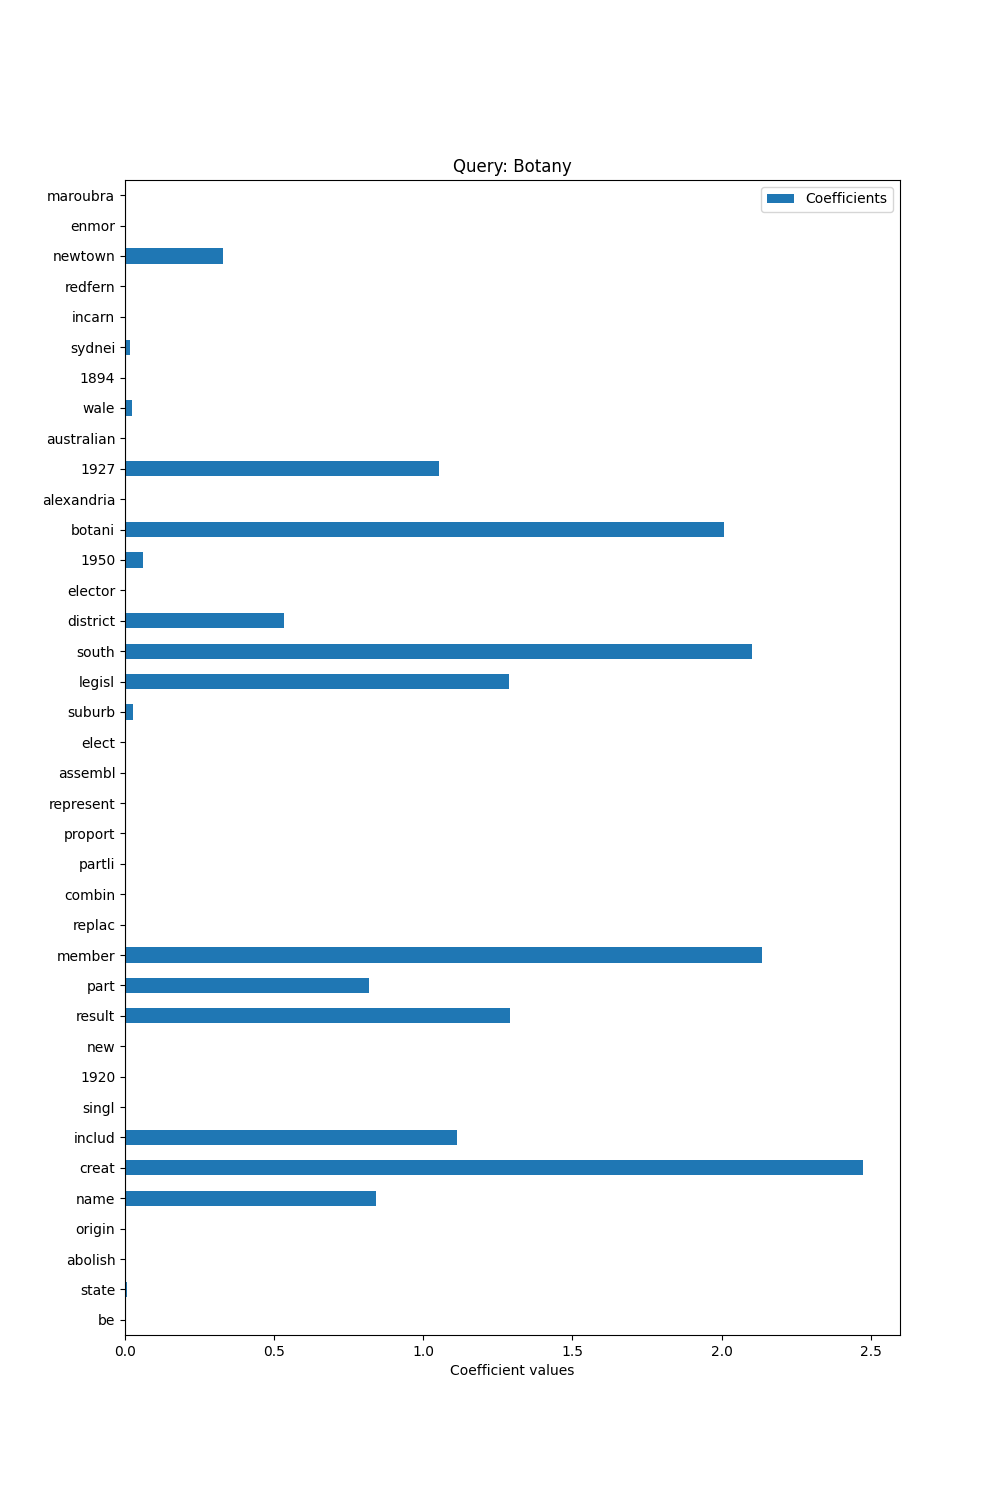 Query: Botany
Coefficients
maroubra
enmor
newtown
redfern
incarn
sydnei
1894
wale
australian
1927
alexandria
botani
1950
elector
district
south
legisl
suburb
elect
assembl
represent
proport
partli
combin
replac
member
part
result
new
1920
singl
includ
creat
name
origin
abolish
state
be
0.0 0.5 1.0 1.5 2.0 2.5
Coefficient values